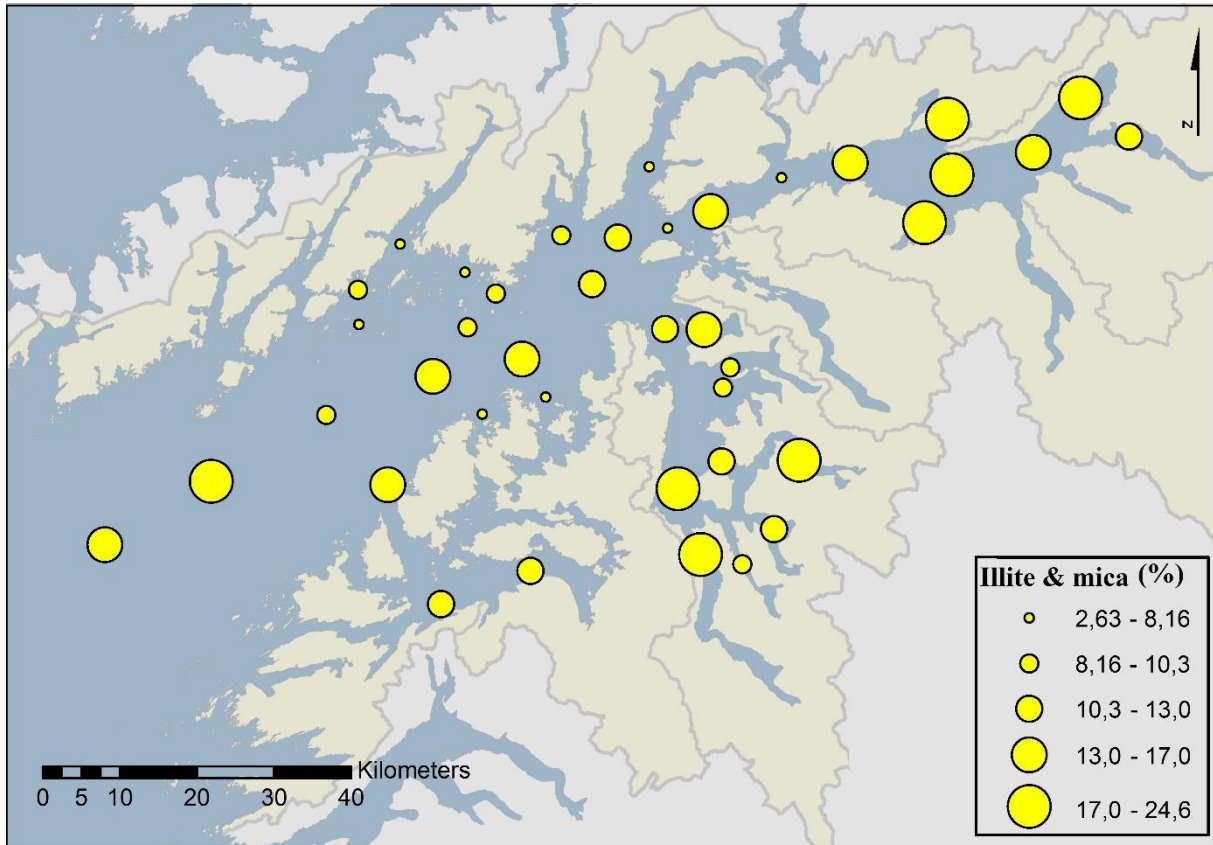 N
Illite & mica (%)
2,63 - 8,16
8,16 - 10,3
10,3 - 13,0
13,0 - 17,0
17,0 - 24,6
Kilometers
0 5 10 20 30 40